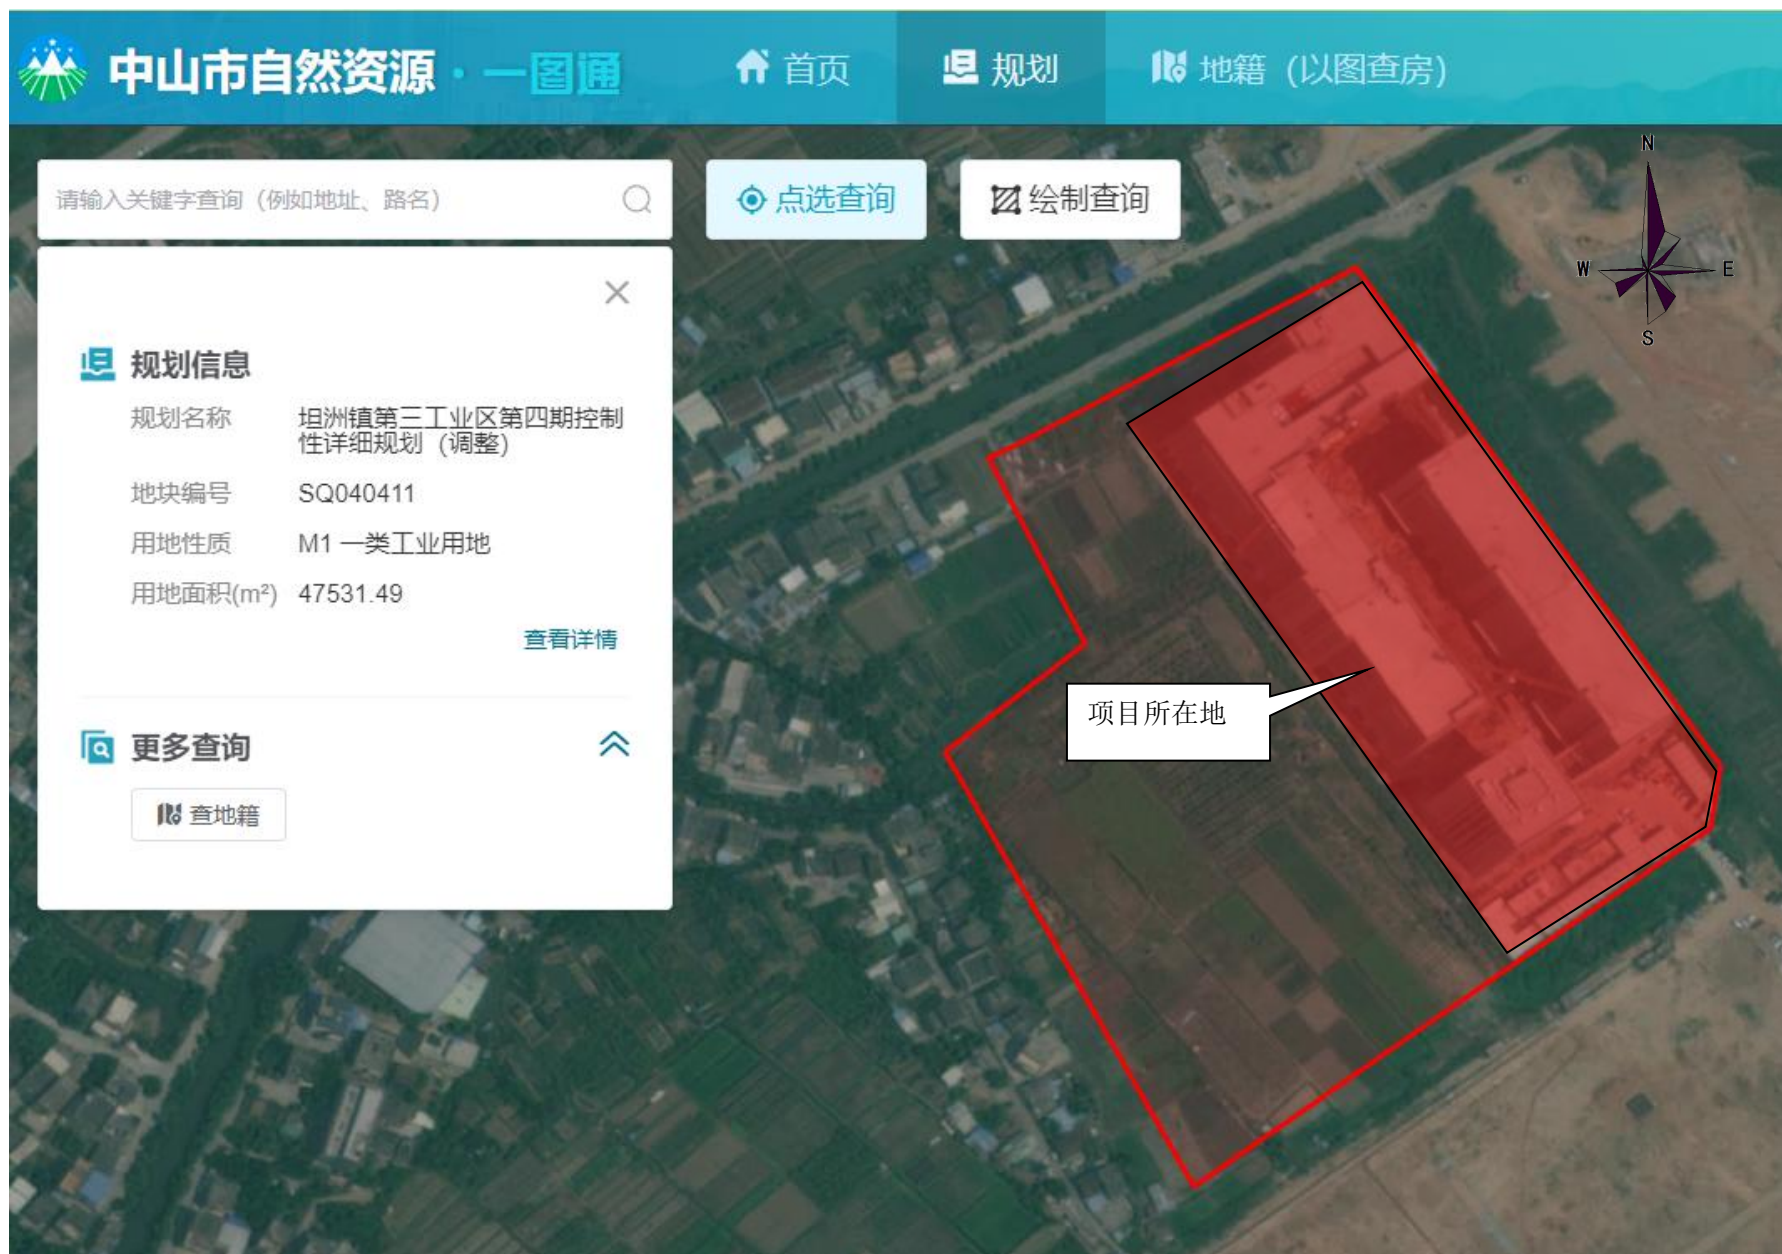 中山市自然资源·一图通
首页
规划
地籍（以图查房）
请输入关键字查询（例如地址、路名）
点选查询
绘制查询
N
W
E
S
规划信息
规划名称 坦洲镇第三工业区第四期控制
性详细规划（调整）
地块编号 SQ040411
用地性质 M1 一类工业用地
用地面积(m²) 47531.49
查看详情
项目所在地
更多查询
查地籍